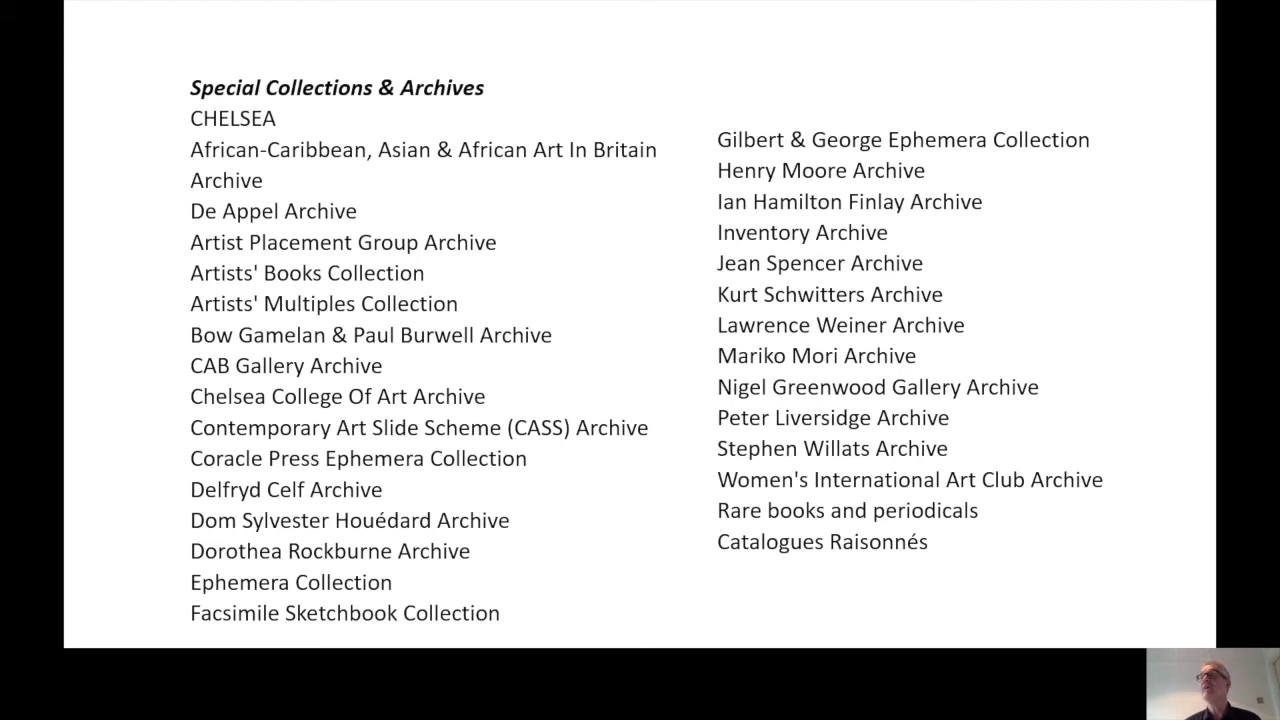 Special Collections & Archives
CHELSEA
African-Caribbean, Asian & African Art In Britain
Archive
De Appel Archive
Artist Placement Group Archive
Artists' Books Collection
Artists' Multiples Collection
Bow Gamelan & Paul Burwell Archive
CAB Gallery Archive
Chelsea College Of Art Archive
Contemporary Art Slide Scheme (CASS) Archive
Coracle Press Ephemera Collection
Delfryd Celf Archive
Dom Sylvester Houédard Archive
Dorothea Rockburne Archive
Ephemera Collection
Facsimile Sketchbook Collection
Gilbert & George Ephemera Collection
Henry Moore Archive
Ian Hamilton Finlay Archive
Inventory Archive
Jean Spencer Archive
Kurt Schwitters Archive
Lawrence Weiner Archive
Mariko Mori Archive
Nigel Greenwood Gallery Archive
Peter Liversidge Archive
Stephen Willats Archive
Women's International Art Club Archive
Rare books and periodicals
Catalogues Raisonnés